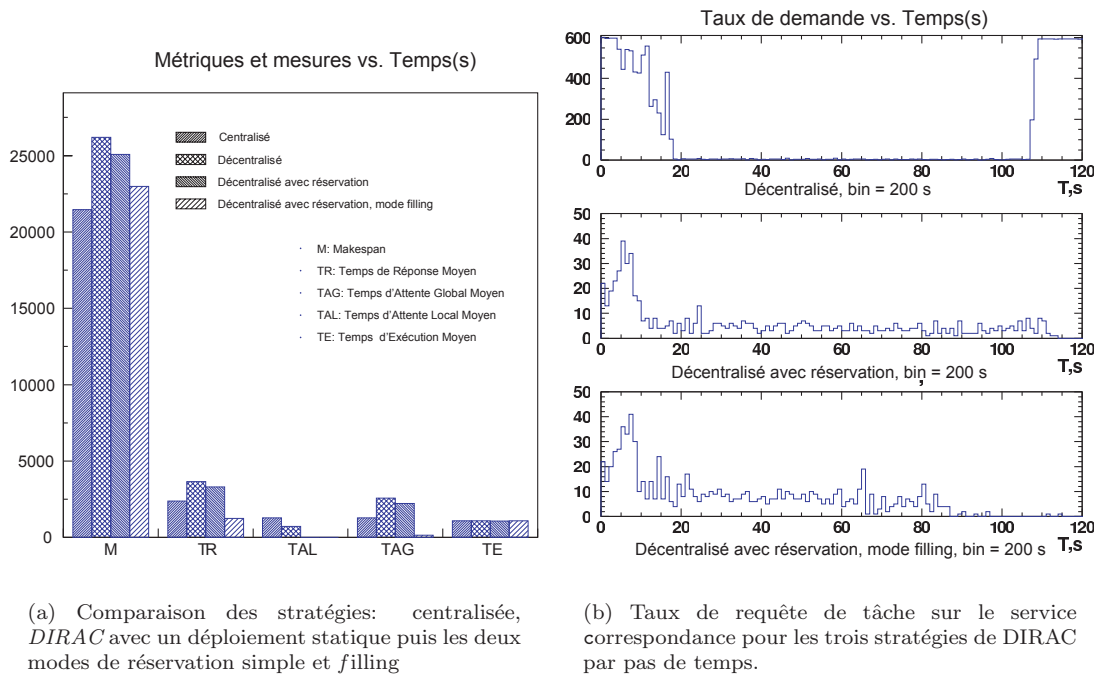 Métriques et mesures vs. Temps(s)
25000
20000
15000
10000
5000
0
Centralisé
Décentralisé
Décentralisé avec réservation
Décentralisé avec réservation, mode filling
M: Makespan
TR: Temps de Réponse Moyen
TAG: Temps d'Attente Global Moyen
TAL: Temps d'Attente Local Moyen
TE: Temps d'Exécution Moyen
M TR TAL TAG TE
(a) Comparaison des stratégies: centralisée,
DIRAC avec un déploiement statique puis les deux
modes de réservation simple et filling
Taux de demande vs. Temps(s)
600
400
200
0
0 20 40 60 80 100 120
Décentralisé, bin = 200 s T,s
50
40
30
20
10
0
0 20 40 60 80 100 120
Décentralisé avec réservation, bin = 200 s T,s
50
40
30
20
10
0
0 20 40 60 80 100 120
Décentralisé avec réservation, mode filling, bin = 200 s T,s
(b) Taux de requête de tâche sur le service
correspondance pour les trois stratégies de DIRAC
par pas de temps.